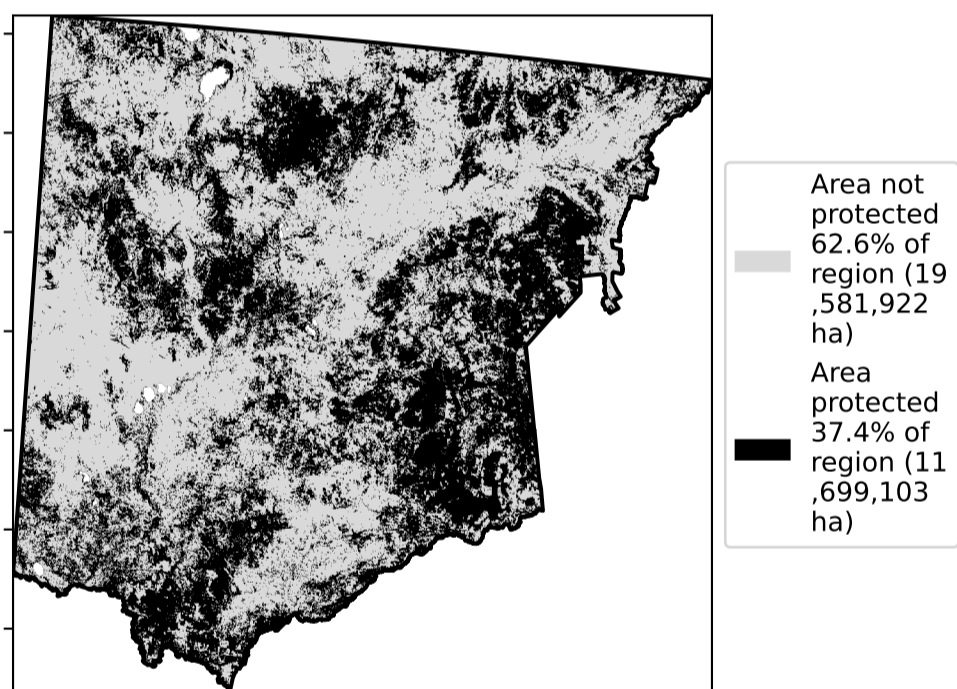 Area not
protected
62.6% of
region (19
,581,922
ha)
Area
protected
37.4% of
region (11
,699,103
ha)